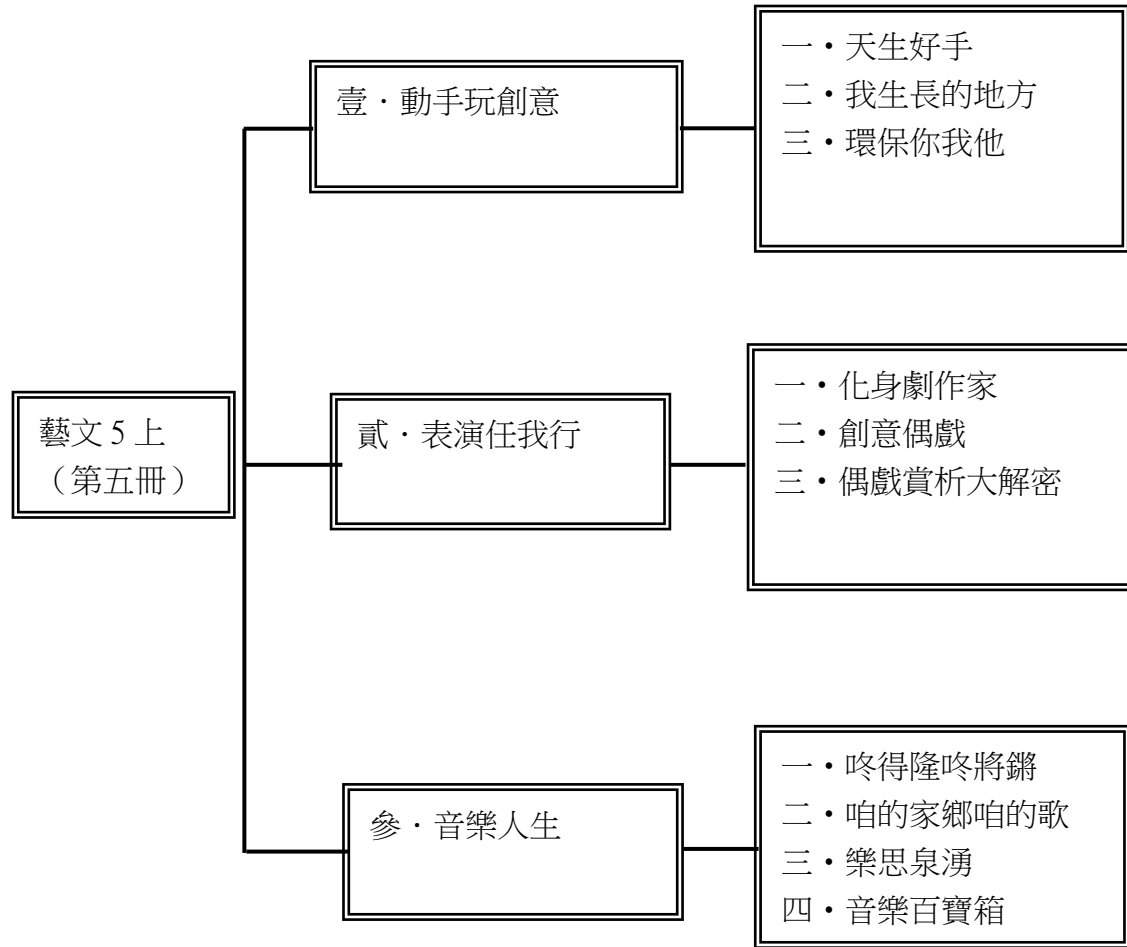 藝文 5 上
（第五冊）
壹．動手玩創意
一・天生好手
二・我生長的地方
三・環保你我他
貳．表演任我行
一・化身劇作家
二・創意偶戲
三・偶戲賞析大解密
參．音樂人生
一・咚得隆咚將鏘
二・咱的家鄉咱的歌
三・樂思泉湧
四・音樂百寶箱